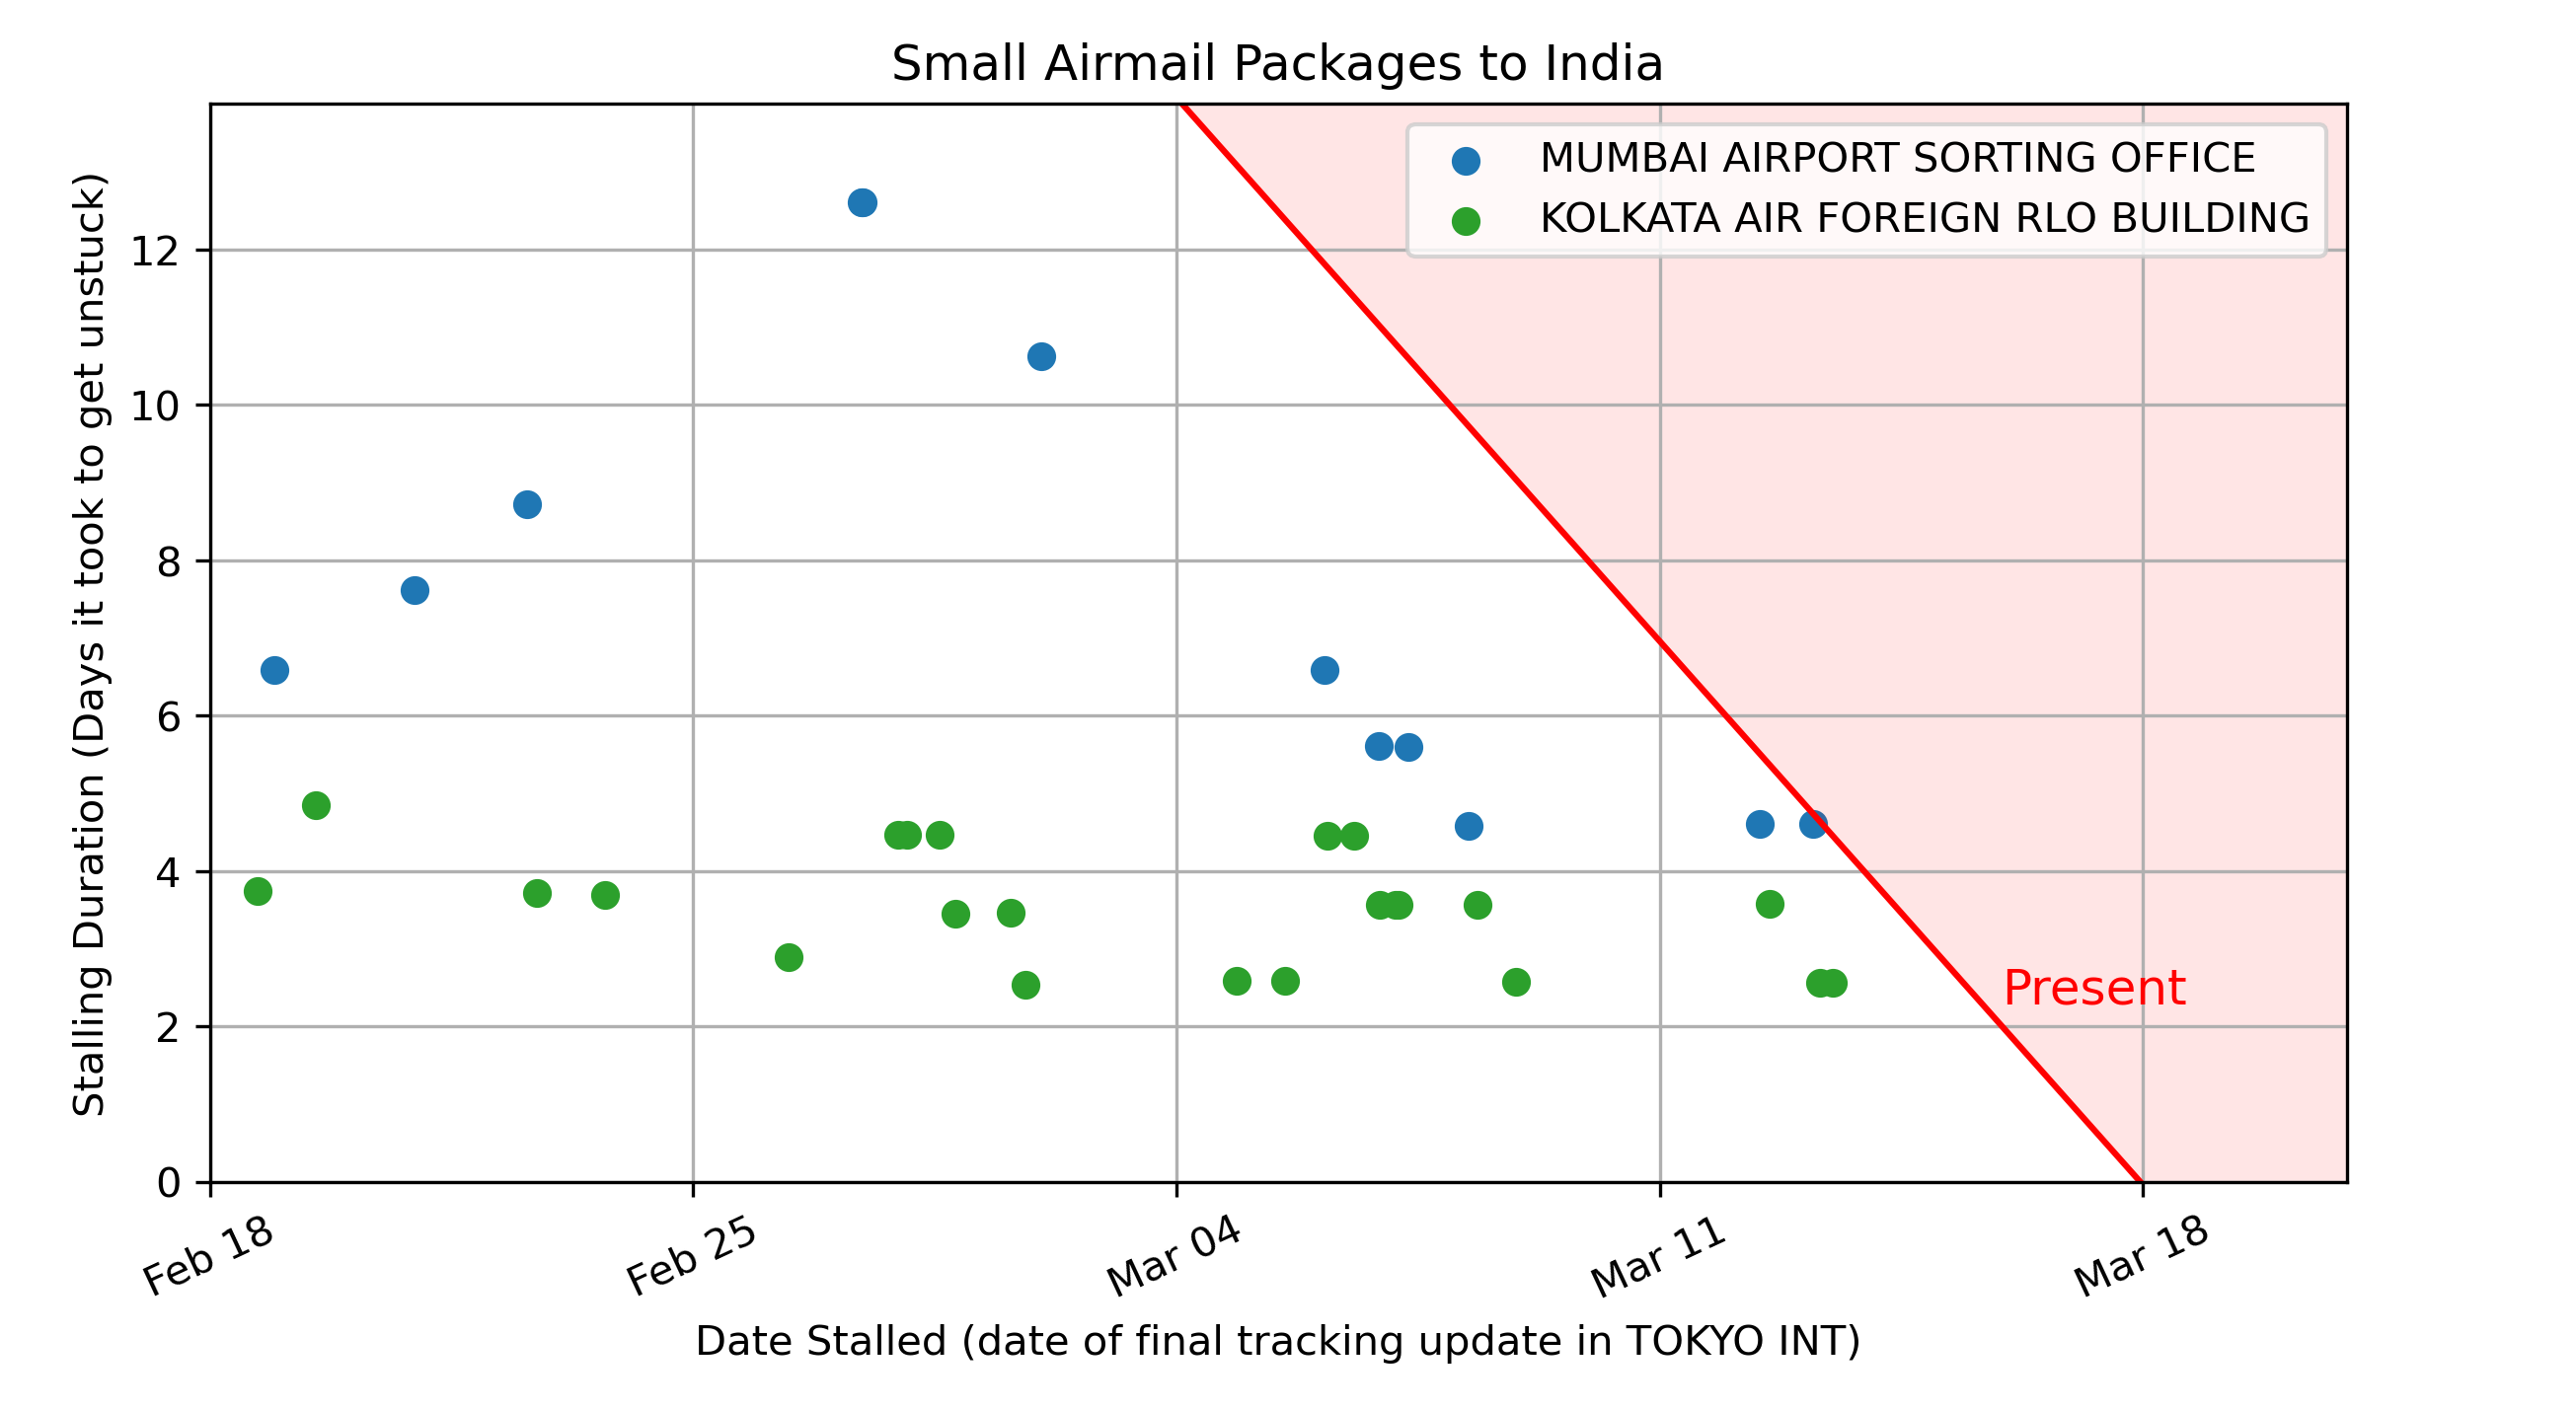 Small Airmail Packages to India
MUMBAI AIRPORT SORTING OFFICE
KOLKATA AIR FOREIGN RLO BUILDING
Stalling Duration (Days it took to get unstuck)
12
10
8
6
4
2
0
Present
Feb 18
Feb 25
Mar 04
Mar 11
Mar 18
Date Stalled (date of final tracking update in TOKYO INT)